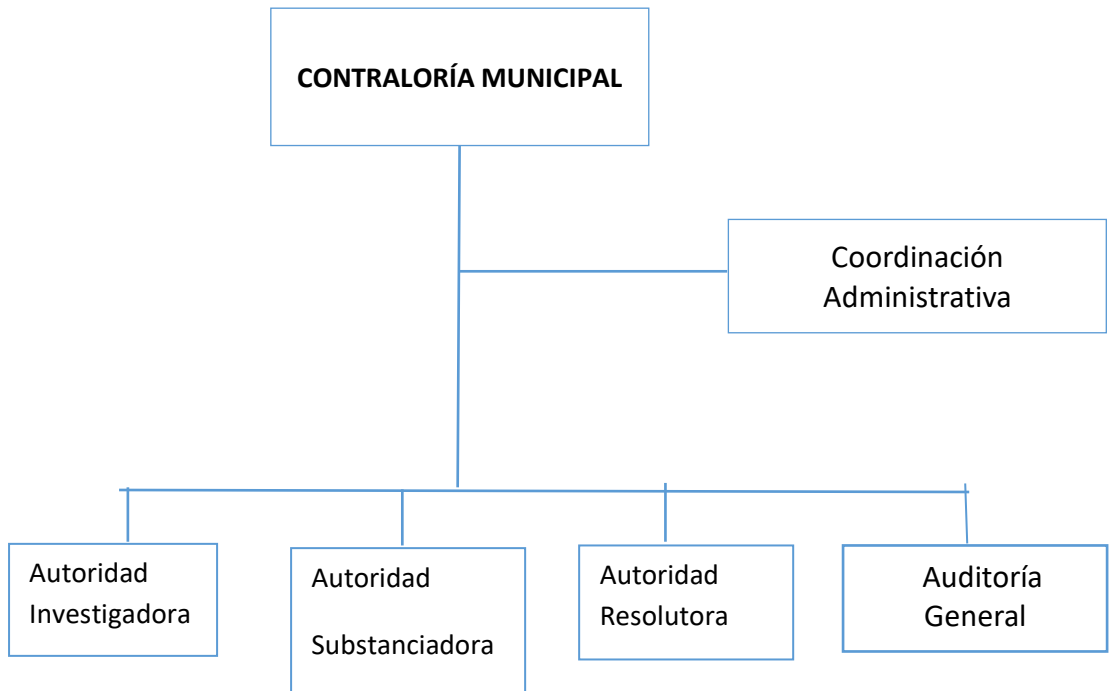 CONTRALORÍA MUNICIPAL
Coordinación
Administrativa
Autoridad
Investigadora
Autoridad
Substanciadora
Autoridad
Resolutora
Auditoría
General